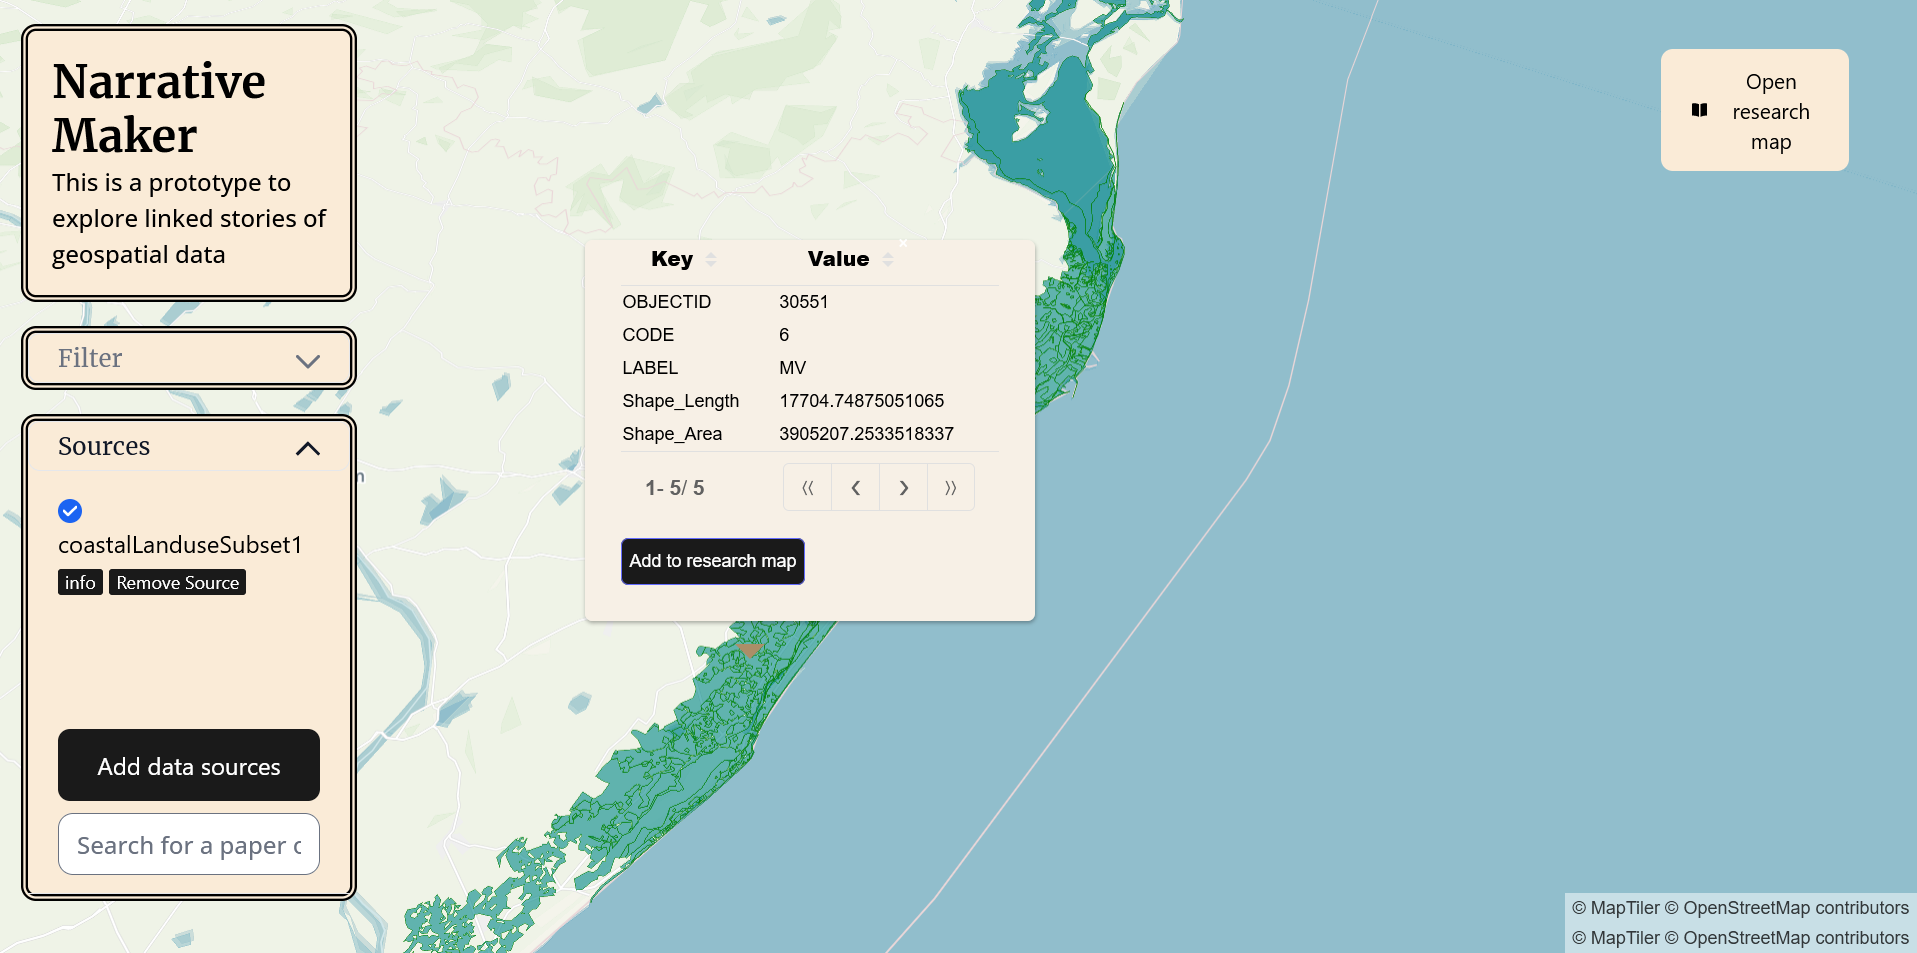 Narrative
Maker
This is a prototype to
explore linked stories of
geospatial data
Filter
Sources
coastalLanduseSubset1
info Remove Source
Add data sources
Search for a paper c
n
Key Value ×
OBJECTID 30551
CODE 6
LABEL MV
Shape_Length 17704.74875051065
Shape_Area 3905207.2533518337
1- 5/ 5
Add to research map
Open
research
map
© MapTiler © OpenStreetMap contributors
© MapTiler © OpenStreetMap contributors